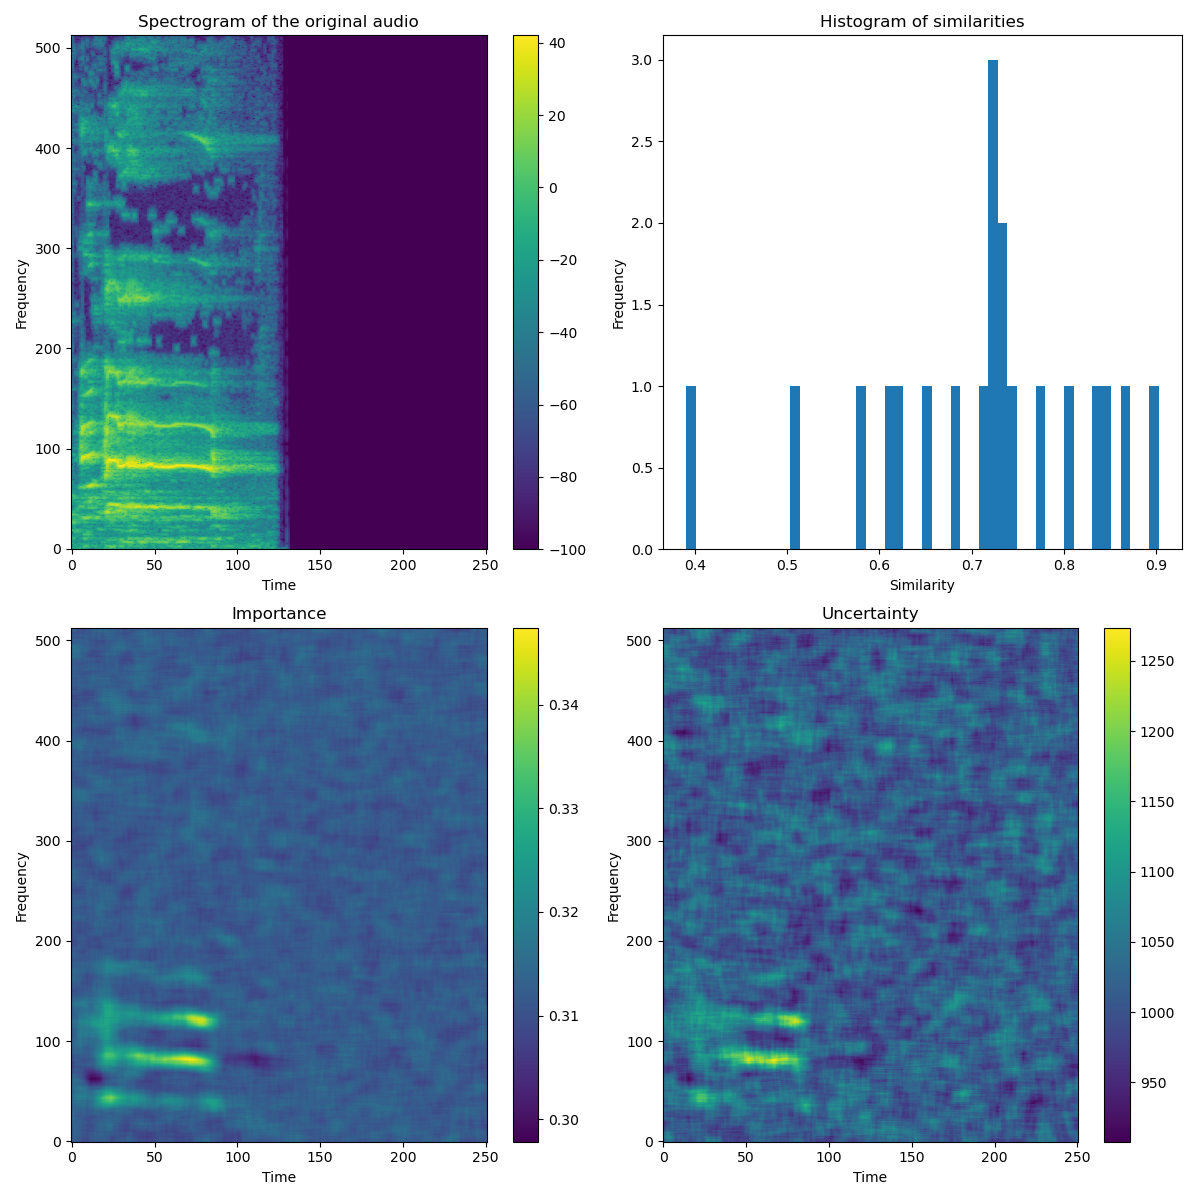 Spectrogram of the original audio
500
400
300
200
100
0
Frequency
0 50 100 150 200 250
Time
40
20
0
−20
−40
−60
−80
−100
Histogram of similarities
3.0
2.5
2.0
1.5
1.0
0.5
0.0
Frequency
0.4 0.5 0.6 0.7 0.8 0.9
Similarity
Importance
500
400
300
200
100
0
Frequency
0 50 100 150 200 250
Time
0.34
0.33
0.32
0.31
0.30
Uncertainty
500
400
300
200
100
0
Frequency
0 50 100 150 200 250
Time
1250
1200
1150
1100
1050
1000
950